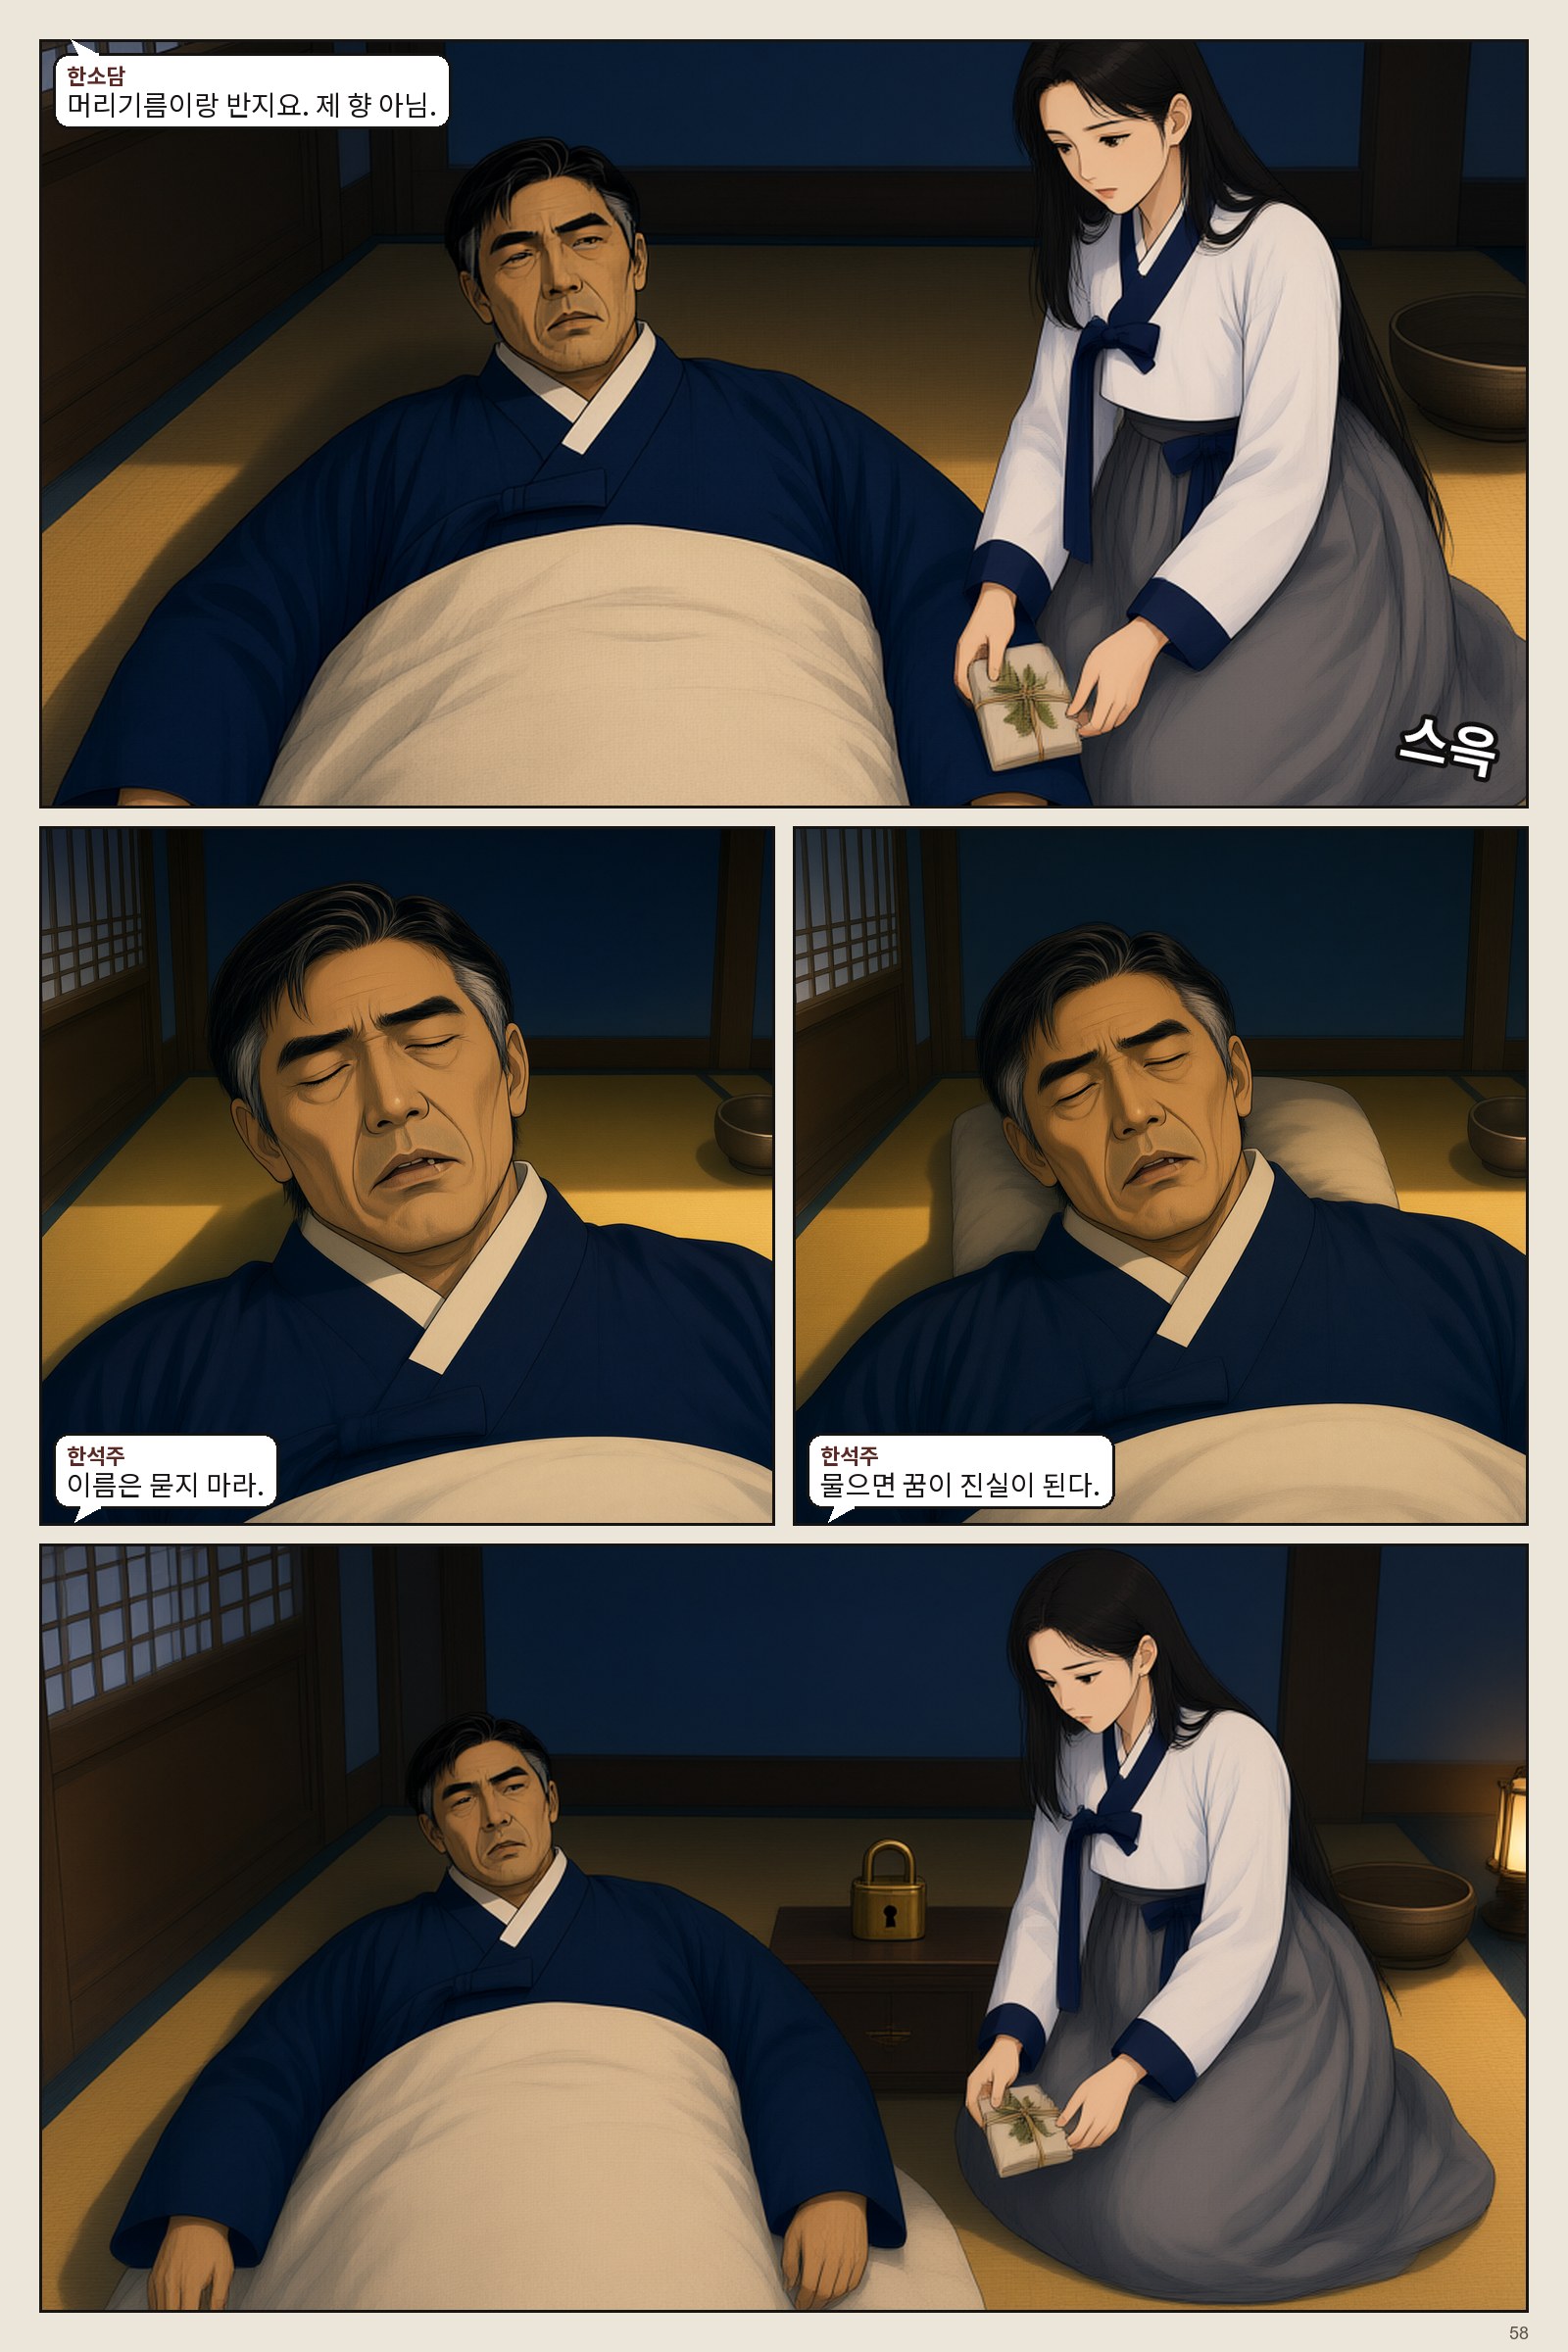 한소담
머리기름이랑 반지요. 제 향 아님.
스윽
한석주
이름은 묻지 마라.
한석주
물으면 꿈이 진실이 된다.
58